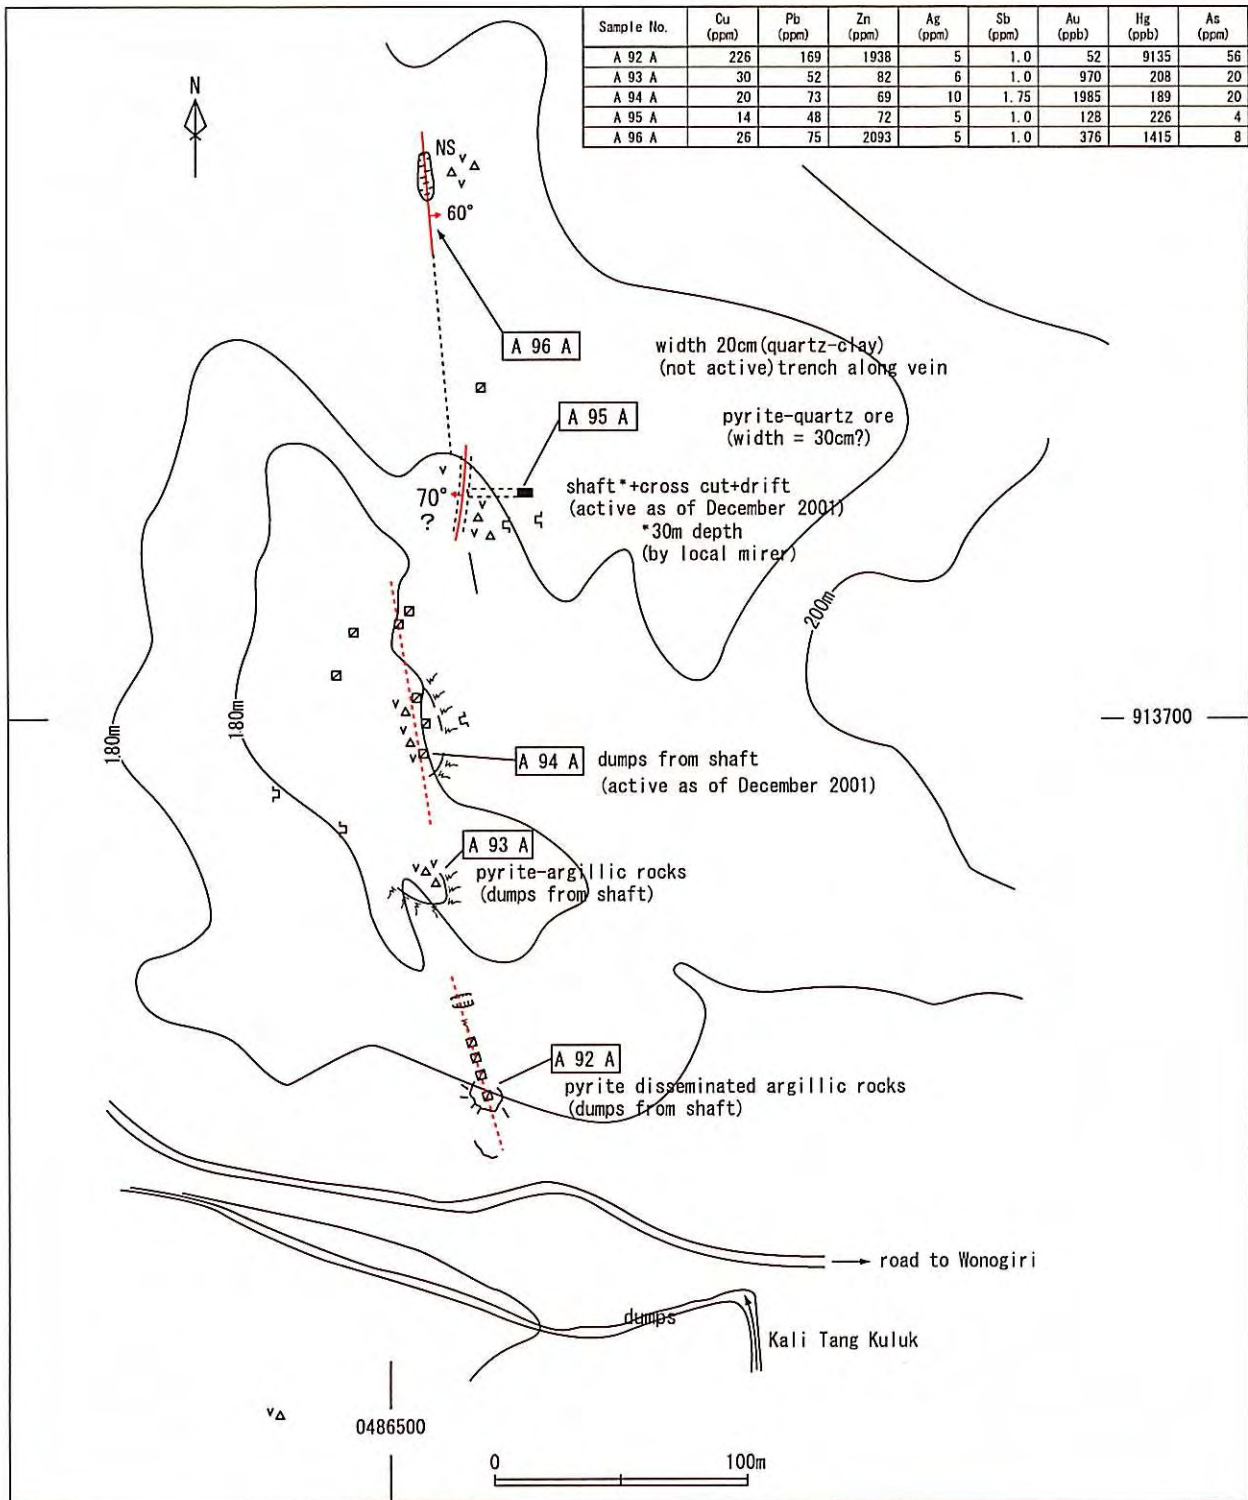 Sample No. Cu (ppm) Pb (ppm) Zn (ppm) Ag (ppm) Sb (ppm) Au (ppb) Hg (ppb) As (ppm)
A 92 A 226 169 1938 5 1.0 52 9135 56
A 93 A 30 52 82 6 1.0 970 208 20
A 94 A 20 73 69 10 1.75 1985 189 20
A 95 A 14 48 72 5 1.0 128 226 4
A 96 A 26 75 2093 5 1.0 376 1415 8
N
NS
60°
A 96 A
width 20cm(quartz-clay)
(not active)trench along vein
A 95 A
pyrite-quartz ore
(width = 30cm?)
70°
?
shaft*+cross cut+drift
(active as of December 2001)
*30m depth
(by local mirer)
200m
180m
180m
913700
A 94 A
dumps from shaft
(active as of December 2001)
A 93 A
pyrite-argillic rocks
(dumps from shaft)
A 92 A
pyrite disseminated argillic rocks
(dumps from shaft)
road to Wonogiri
dumps
Kali Tang Kuluk
0486500
0 100m